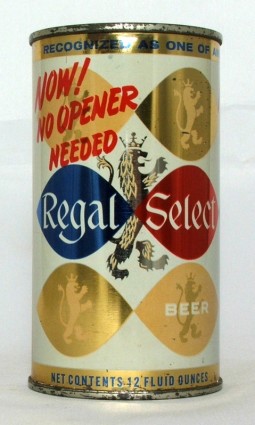 RECOGNIZED AS ONE OF
NOW!
NO OPENER
NEEDED
Regal Select
BEER
NET CONTENTS 12 FLUID OUNCES